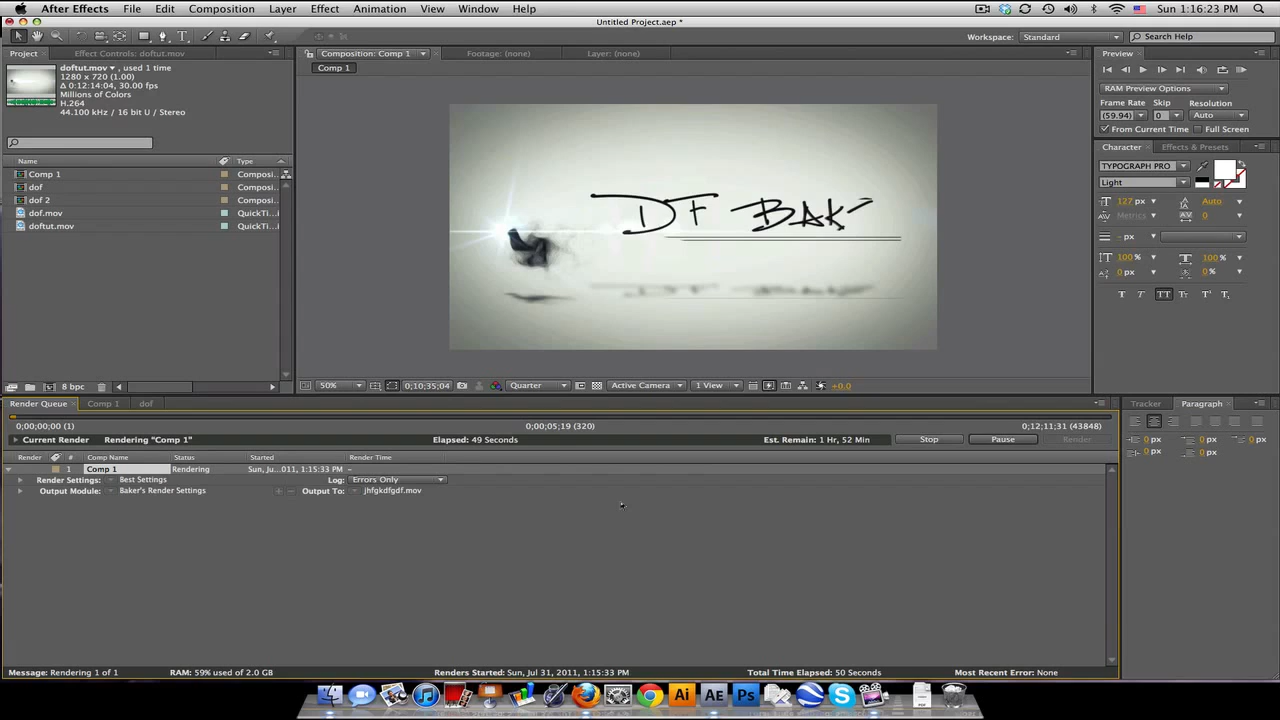 After Effects File Edit Composition Layer Effect Animation View Window Help Sun 1:16:23 PM
Untitled Project.aep *
Workspace: Standard Search Help
Project Effect Controls: doftut.mov Composition: Comp 1 Footage: (none) Layer: (none) Preview
doftut.mov , used 1 time
1280 x 720 (1.00)
Δ 0:12:14:04, 30.00 fps
Millions of Colors
H.264
44.100 kHz / 16 bit U / Stereo
Comp 1
RAM Preview Options
Frame Rate Skip Resolution
(59.94) 0 Auto
From Current Time Full Screen
Character Effects & Presets
Name Type
Comp 1 Composi...
dof Composi...
dof 2 Composi...
dof.mov QuickTi...
doftut.mov QuickTi...
TYPOGRAPH PRO
Light
127 px Auto
Metrics 0
- px
100 % 100 %
0 px 0 %
T T TT Tт T¹ T₁
DF BAK
8 bpc
50% 0;10;35;04 Quarter Active Camera 1 View +0.0
Render Queue Comp 1 dof Tracker Paragraph
0;00;00;00 (1) 0;00;05;19 (320) 0;12;11;31 (43848)
Current Render Rendering "Comp 1" Elapsed: 49 Seconds Est. Remain: 1 Hr, 52 Min Stop Pause Render
Render # Comp Name Status Started Render Time
1 Comp 1 Rendering Sun, Ju...011, 1:15:33 PM -
Render Settings: Best Settings Log: Errors Only
Output Module: Baker's Render Settings Output To: jhfgkdfgdf.mov
0 px 0 px 0 px
0 px 0 px
Message: Rendering 1 of 1 RAM: 59% used of 2.0 GB Renders Started: Sun, Jul 31, 2011, 1:15:33 PM Total Time Elapsed: 50 Seconds Most Recent Error: None
Ai AE Ps